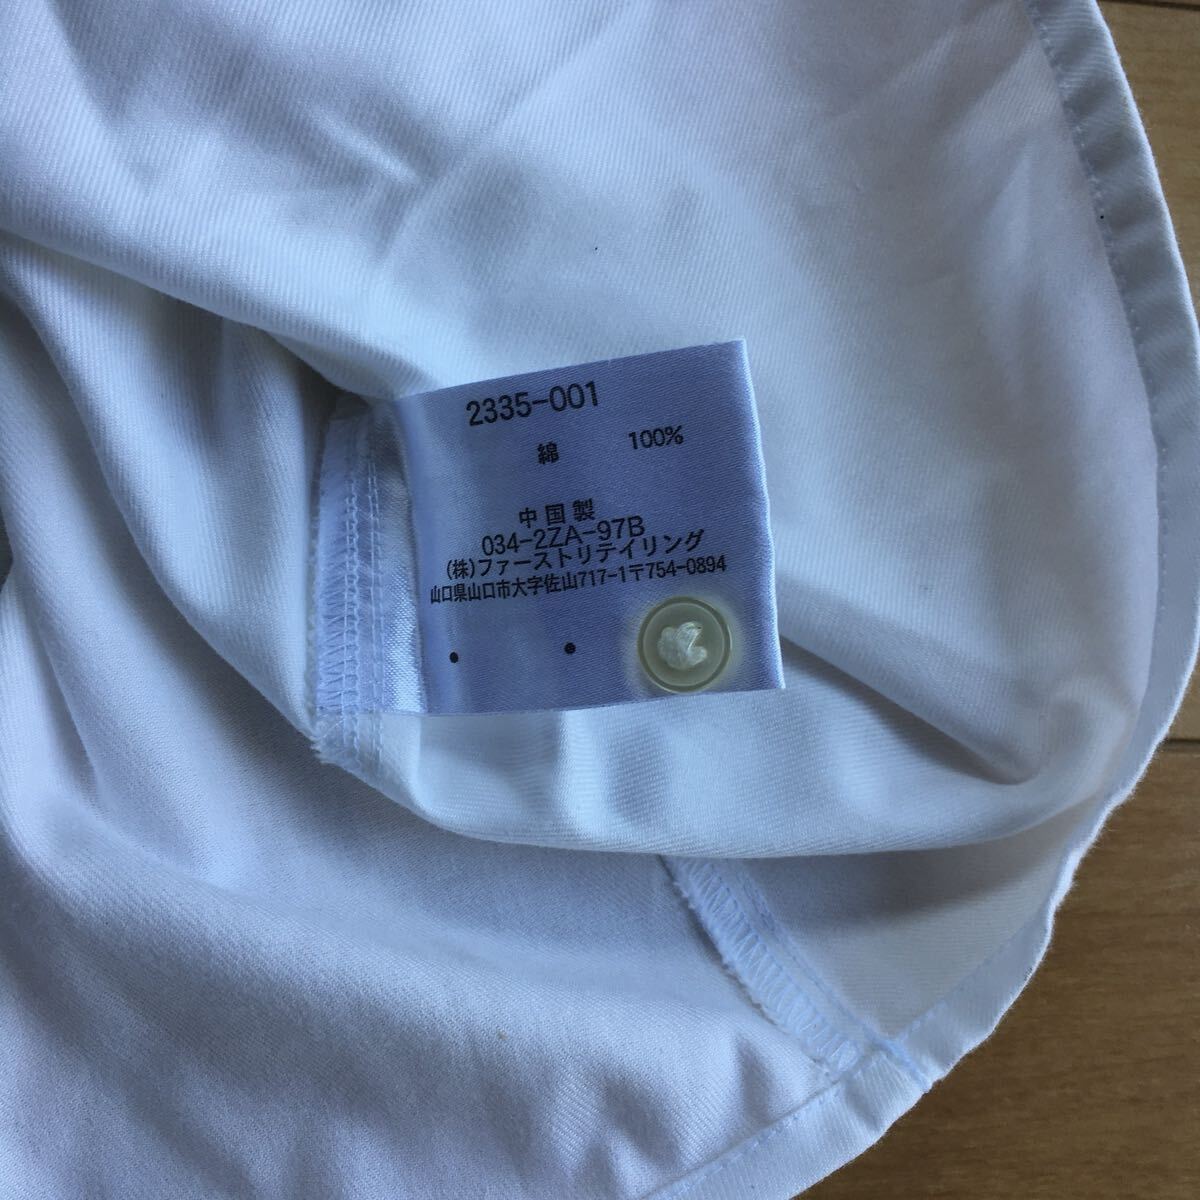 2335-001
綿 100%
中国製
034-2ZA-97B
(株)ファーストリテイリング
山口県山口市大字佐山717-1〒754-0894